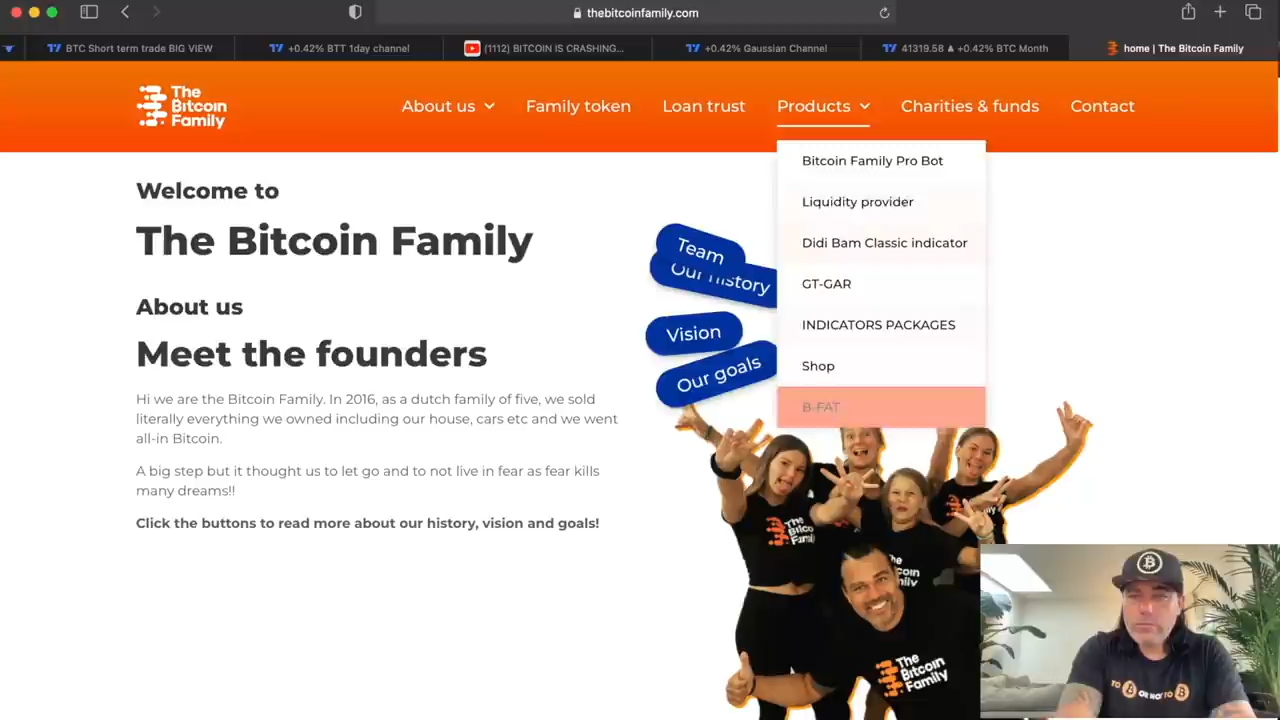 thebitcoinfamily.com
BTC Short term trade BIG VIEW
+0.42% BTT 1day channel
(1112) BITCOIN IS CRASHING...
+0.42% Gaussian Channel
41319.58 ▲ +0.42% BTC Month
home | The Bitcoin Family
The
Bitcoin
Family
About us
Family token
Loan trust
Products
Charities & funds
Contact
Bitcoin Family Pro Bot
Liquidity provider
Didi Bam Classic indicator
GT-GAR
INDICATORS PACKAGES
Shop
B-FAT
Welcome to
The Bitcoin Family
About us
Meet the founders
Hi we are the Bitcoin Family. In 2016, as a dutch family of five, we sold
literally everything we owned including our house, cars etc and we went
all-in Bitcoin.
A big step but it thought us to let go and to not live in fear as fear kills
many dreams!!
Click the buttons to read more about our history, vision and goals!
Team
Our history
Vision
Our goals
The
Bitcoin
Family
TO B OR NOT TO B